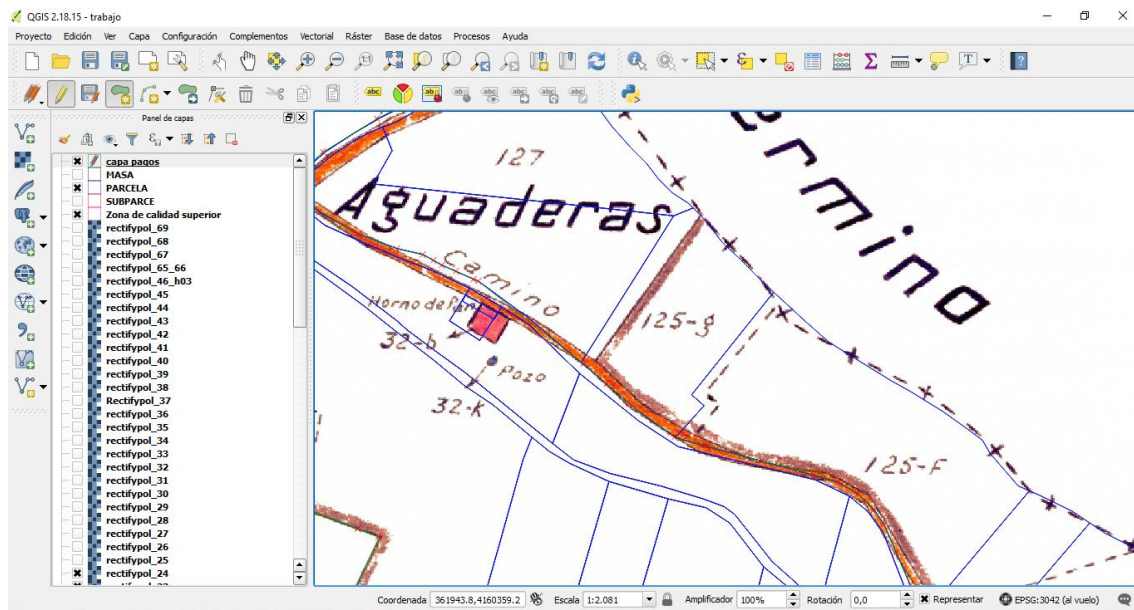 QGIS 2.18.15 - trabajo
Proyecto Edición Ver Capa Configuración Complementos Vectorial Ráster Base de datos Procesos Ayuda
Panel de capas
capa pagos
MASA
PARCELA
SUBPARCE
Zona de calidad superior
rectifypol_69
rectifypol_68
rectifypol_67
rectifypol_65_66
rectifypol_46_h03
rectifypol_45
rectifypol_44
rectifypol_43
rectifypol_42
rectifypol_41
rectifypol_40
rectifypol_39
rectifypol_38
Rectifypol_37
rectifypol_36
rectifypol_35
rectifypol_34
rectifypol_33
rectifypol_32
rectifypol_31
rectifypol_30
rectifypol_29
rectifypol_28
rectifypol_27
rectifypol_26
rectifypol_25
rectifypol_24
127
Aguaderas
ermino
Camino
Horno de
125-g
32-b
Pozo
32-K
125-F
Coordenada 361943.8,4160359.2 Escala 1:2.081 Amplificador 100% Rotación 0,0 Representar EPSG:3042 (al vuelo)